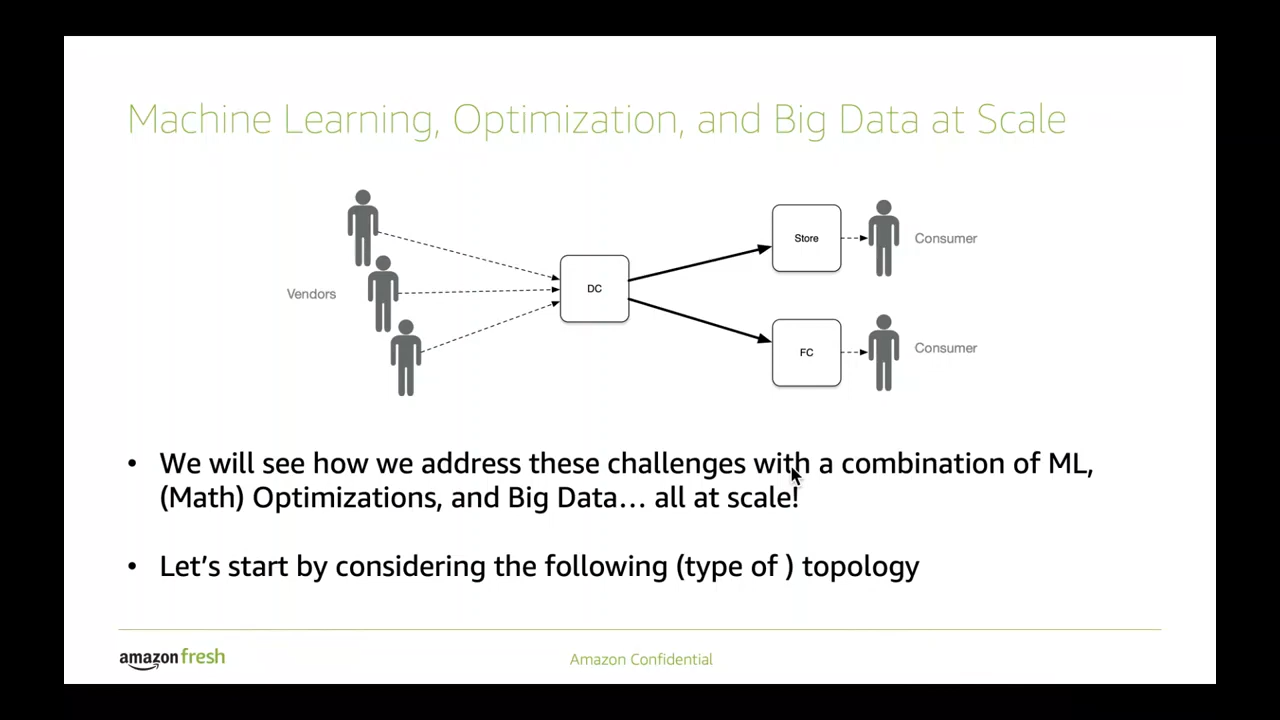 Machine Learning, Optimization, and Big Data at Scale
Store
Consumer
Vendors
DC
FC
Consumer
• We will see how we address these challenges with a combination of ML,
(Math) Optimizations, and Big Data… all at scale!
• Let’s start by considering the following (type of ) topology
amazon fresh
Amazon Confidential